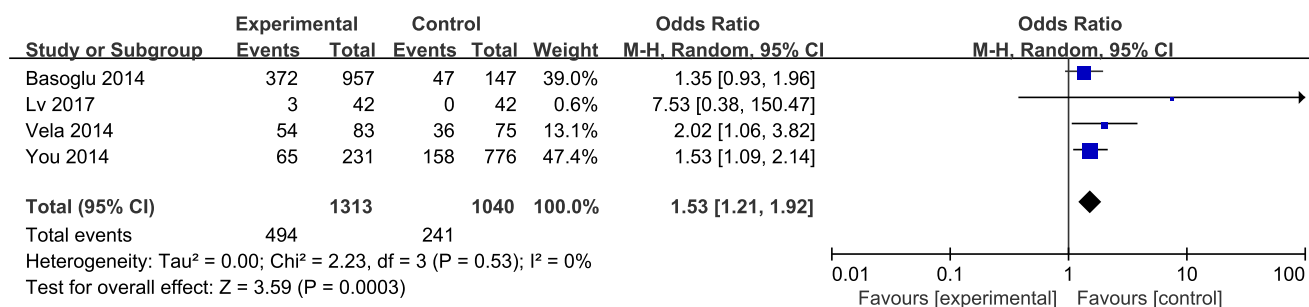 Experimental Control Odds Ratio Odds Ratio
Study or Subgroup Events Total Events Total Weight M-H, Random, 95% CI M-H, Random, 95% CI
Basoglu 2014 372 957 47 147 39.0% 1.35 [0.93, 1.96]
Lv 2017 3 42 0 42 0.6% 7.53 [0.38, 150.47]
Vela 2014 54 83 36 75 13.1% 2.02 [1.06, 3.82]
You 2014 65 231 158 776 47.4% 1.53 [1.09, 2.14]
Total (95% CI) 1313 1040 100.0% 1.53 [1.21, 1.92]
Total events 494 241
Heterogeneity: Tau² = 0.00; Chi² = 2.23, df = 3 (P = 0.53); I² = 0%
Test for overall effect: Z = 3.59 (P = 0.0003)
0.01 0.1 1 10 100
Favours [experimental] Favours [control]